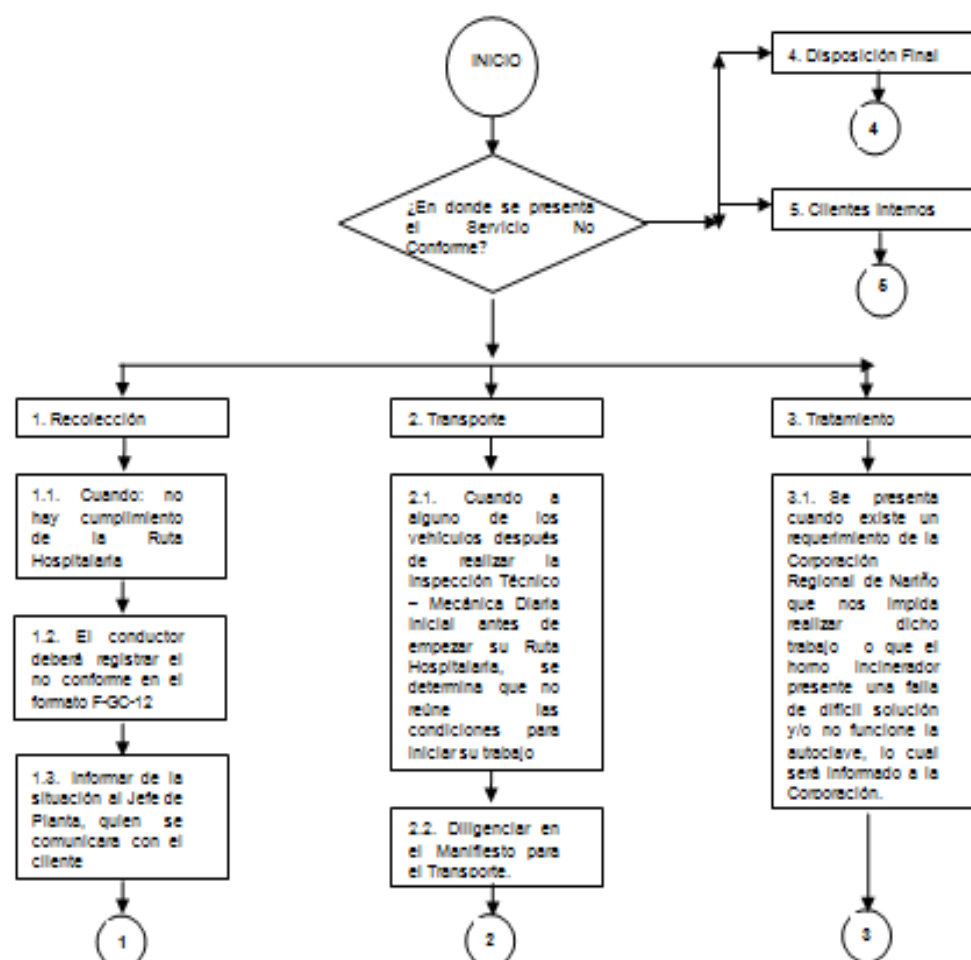 INICIO
4. Disposición Final
4
¿En donde se presenta
el Servicio No
Conforme?
5. Clientes Internos
5
1. Recolección
2. Transporte
3. Tratamiento
1.1. Cuando: no
hay cumplimiento
de la Ruta
Hospitalaria
1.2. El conductor
deberá registrar el
no conforme en el
formato F-GC-12
1.3. Informar de la
situación al Jefe de
Planta, quien se
comunicara con el
cliente
1
2.1. Cuando a
alguno de los
vehículos después
de realizar la
Inspección Técnico
– Mecánica Diaria
Inicial antes de
empezar su Ruta
Hospitalaria, se
determina que no
reúne las
condiciones para
iniciar su trabajo
2.2. Diligenciar en
el Manifiesto para
el Transporte.
2
3.1. Se presenta
cuando existe un
requerimiento de la
Corporación
Regional de Nariño
que nos impida
realizar dicho
trabajo o que el
horno incinerador
presente una falla
de difícil solución
y/o no funcione la
autoclave, lo cual
será informado a la
Corporación.
3